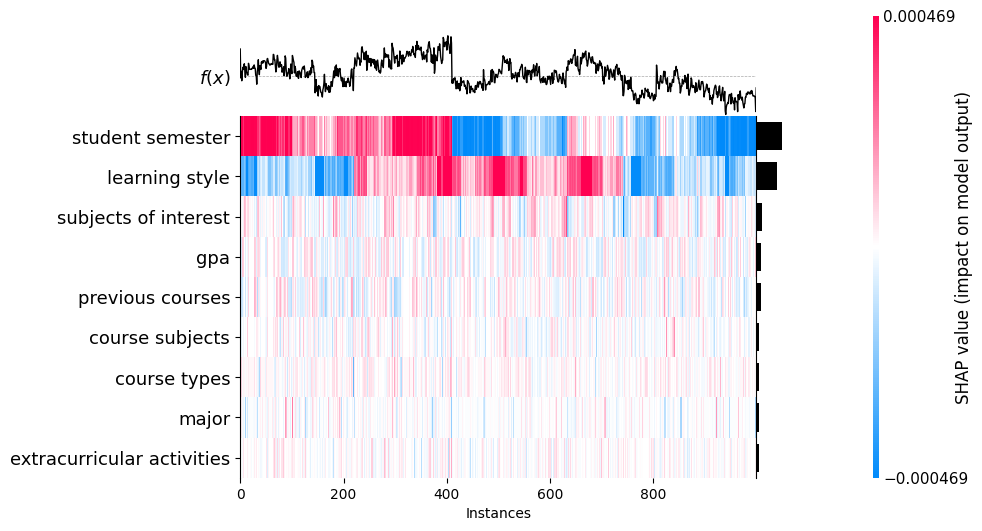 0.000469
f(x)
student semester
learning style
subjects of interest
gpa
previous courses
course subjects
course types
major
extracurricular activities
0 200 400 600 800
Instances
SHAP value (impact on model output)
−0.000469